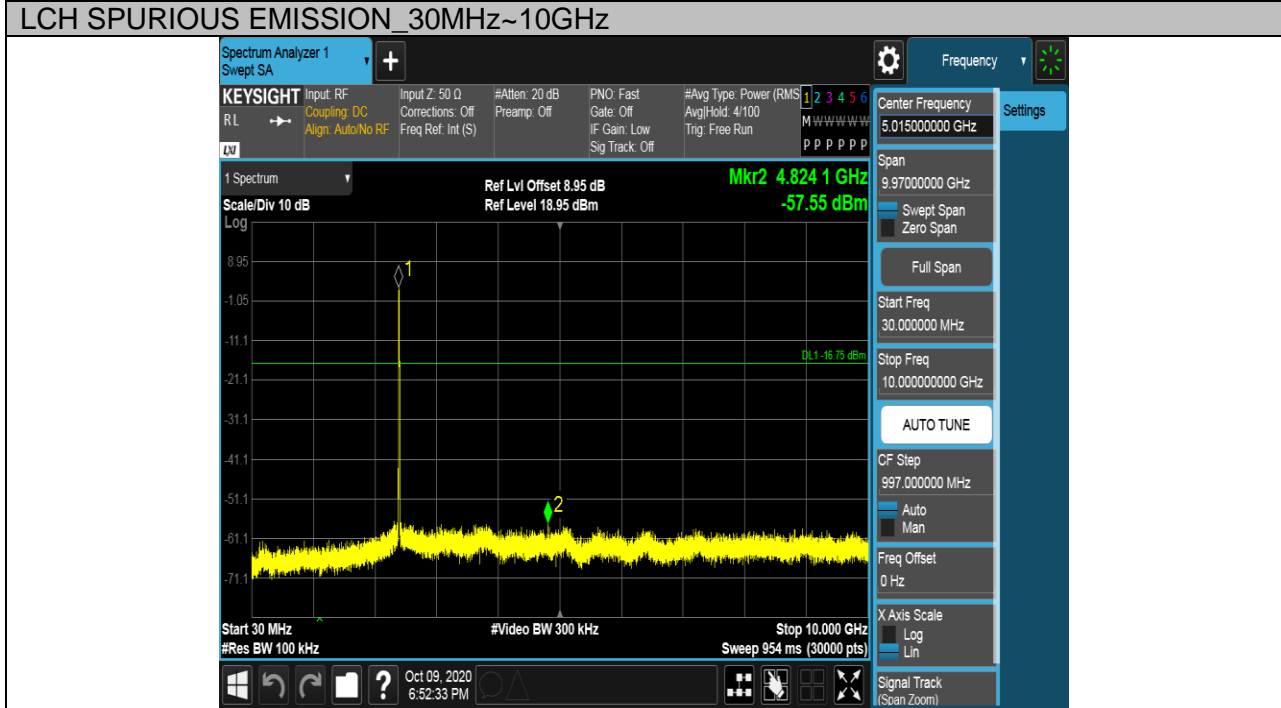 LCH SPURIOUS EMISSION_30MHz~10GHz
Spectrum Analyzer 1
Swept SA
Frequency
KEYSIGHT
RL
LXI
Input: RF
Coupling: DC
Align: Auto/No RF
Input Z: 50 Ω
Corrections: Off
Freq Ref: Int (S)
#Atten: 20 dB
Preamp: Off
PNO: Fast
Gate: Off
IF Gain: Low
Sig Track: Off
#Avg Type: Power (RMS
Avg|Hold: 4/100
Trig: Free Run
1 2 3 4 5 6
M W W W W W
P P P P P P
1 Spectrum
Scale/Div 10 dB
Log
Ref Lvl Offset 8.95 dB
Ref Level 18.95 dBm
Mkr2 4.824 1 GHz
-57.55 dBm
8.95
-1.05
-11.1
-21.1
-31.1
-41.1
-51.1
-61.1
-71.1
1
DL1 -16.75 dBm
2
Start 30 MHz
#Res BW 100 kHz
#Video BW 300 kHz
Stop 10.000 GHz
Sweep 954 ms (30000 pts)
Oct 09, 2020
6:52:33 PM
?
Center Frequency
5.015000000 GHz
Settings
Span
9.97000000 GHz
Swept Span
Zero Span
Full Span
Start Freq
30.000000 MHz
Stop Freq
10.000000000 GHz
AUTO TUNE
CF Step
997.000000 MHz
Auto
Man
Freq Offset
0 Hz
X Axis Scale
Log
Lin
Signal Track
(Span Zoom)